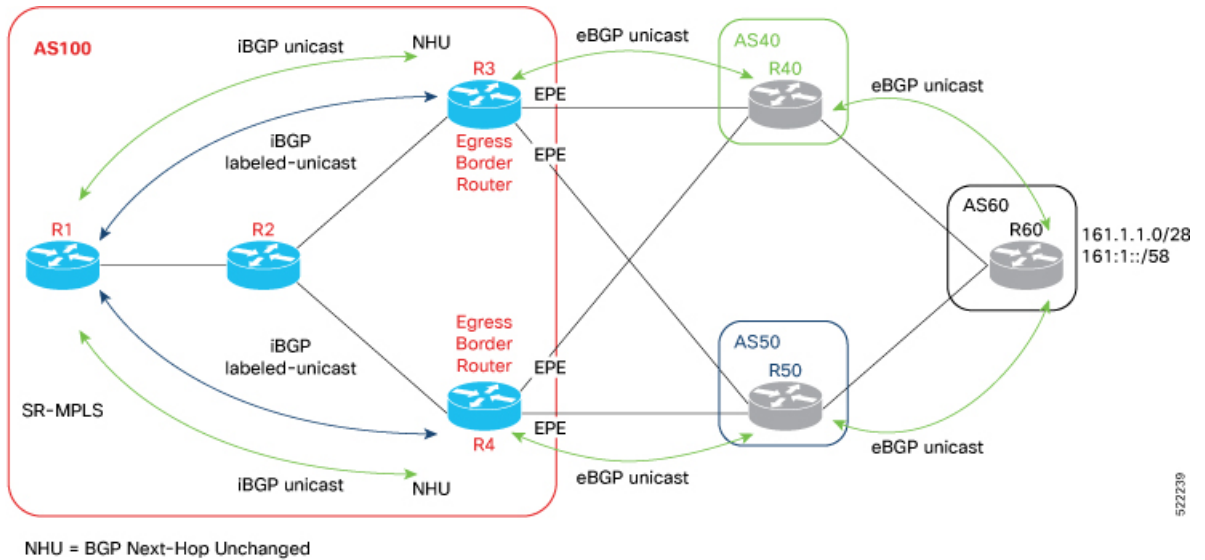 AS100
iBGP unicast
NHU
R3
eBGP unicast
AS40
R40
eBGP unicast
EPE
iBGP
labeled-unicast
Egress
Border
Router
EPE
R1
R2
AS60
R60
161.1.1.0/28
161:1::/58
Egress
Border
Router
iBGP
labeled-unicast
EPE
AS50
R50
SR-MPLS
R4
EPE
eBGP unicast
iBGP unicast
NHU
eBGP unicast
522239
NHU = BGP Next-Hop Unchanged